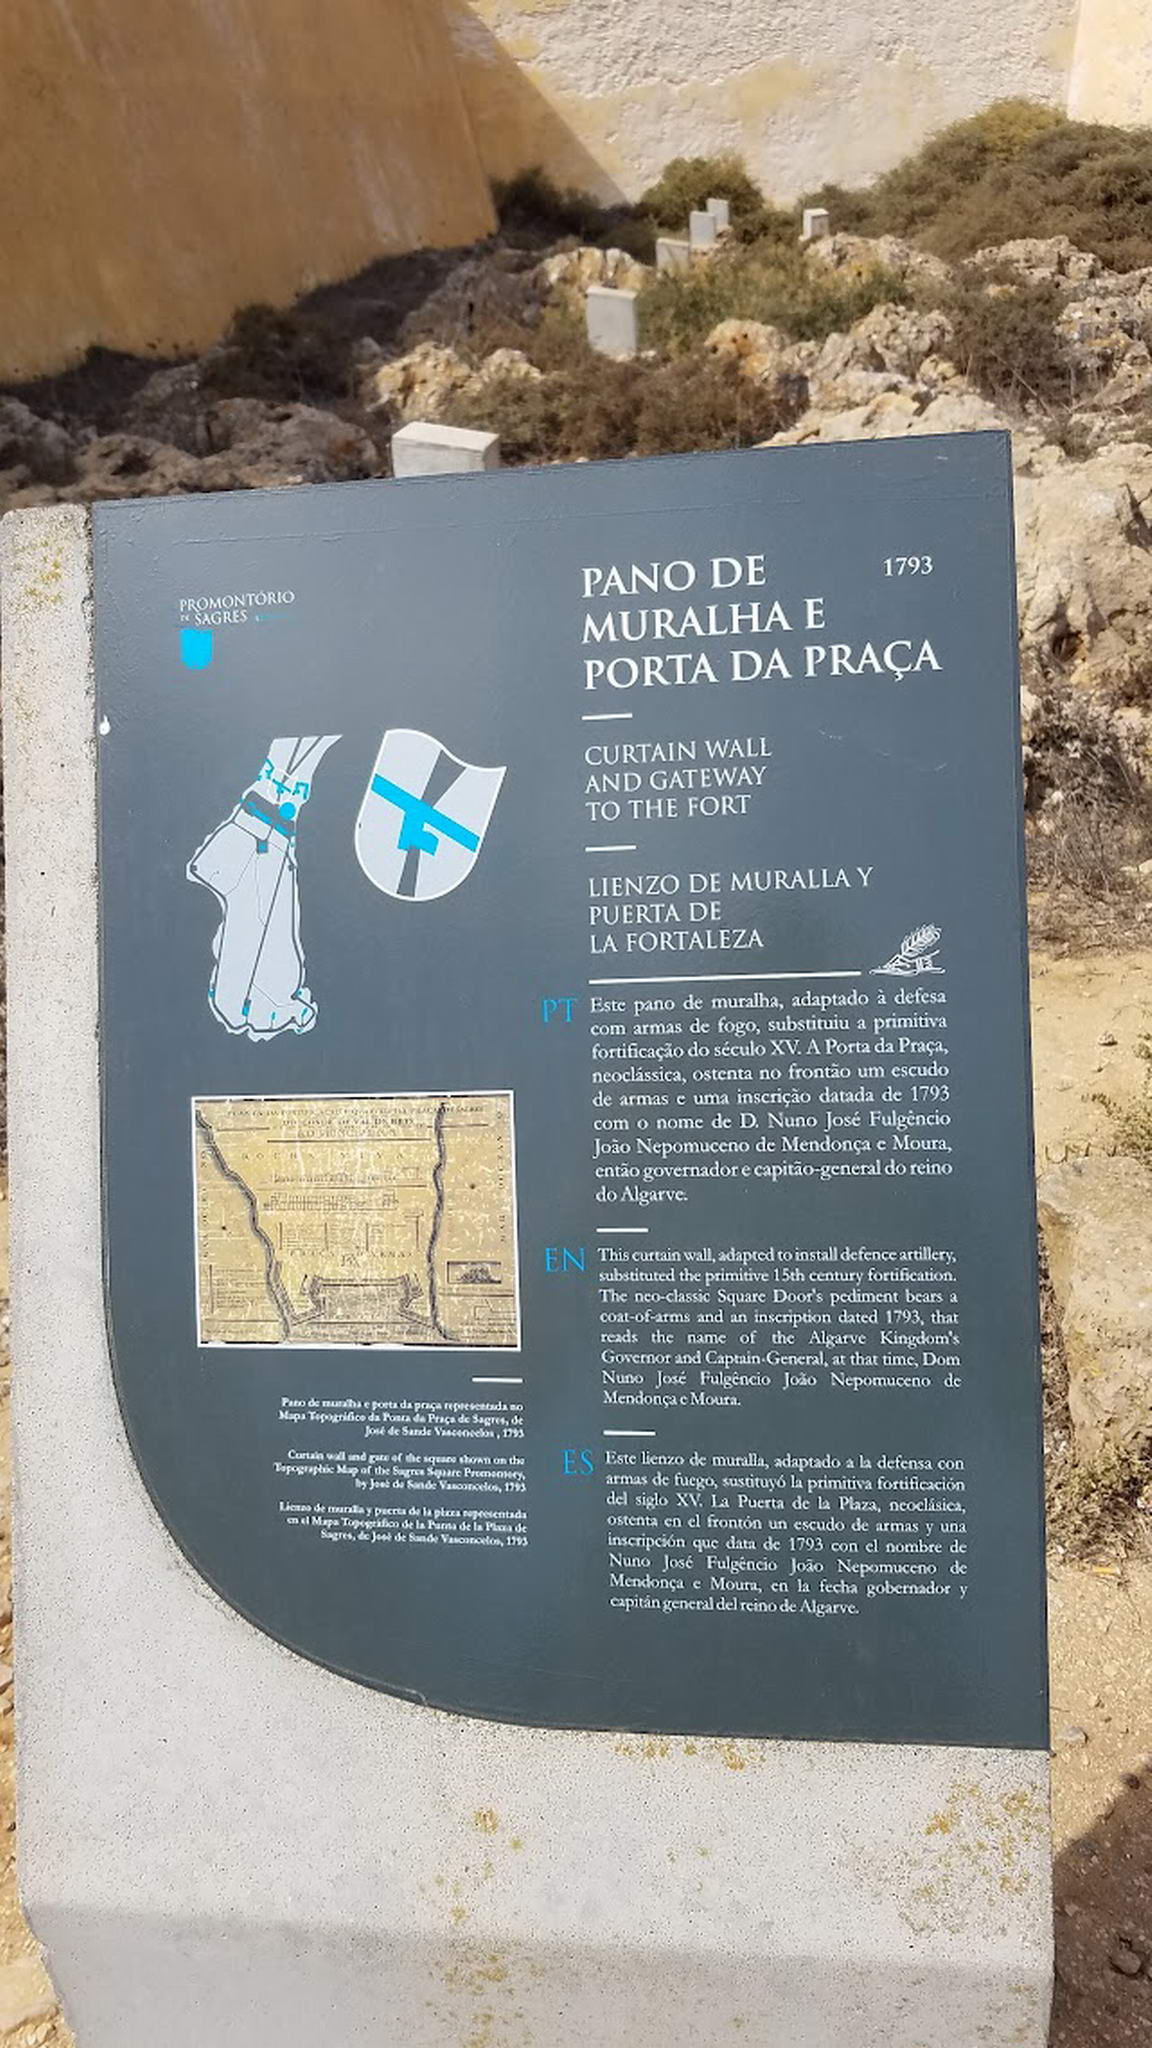 PROMONTÓRIO
DE SAGRES
PANO DE
MURALHA E
PORTA DA PRAÇA
1793
CURTAIN WALL
AND GATEWAY
TO THE FORT
LIENZO DE MURALLA Y
PUERTA DE
LA FORTALEZA
PT
Este pano de muralha, adaptado à defesa
com armas de fogo, substituiu a primitiva
fortificação do século XV. A Porta da Praça,
neoclássica, ostenta no frontão um escudo
de armas e uma inscrição datada de 1793
com o nome de D. Nuno José Fulgêncio
João Nepomuceno de Mendonça e Moura,
então governador e capitão-general do reino
do Algarve.
EN
This curtain wall, adapted to install defence artillery,
substituted the primitive 15th century fortification.
The neo-classic Square Door's pediment bears a
coat-of-arms and an inscription dated 1793, that
reads the name of the Algarve Kingdom's
Governor and Captain-General, at that time, Dom
Nuno José Fulgêncio João Nepomuceno de
Mendonça e Moura.
ES
Este lienzo de muralla, adaptado a la defensa con
armas de fuego, sustituyó la primitiva fortificación
del siglo XV. La Puerta de la Plaza, neoclásica,
ostenta en el frontón un escudo de armas y una
inscripción que data de 1793 con el nombre de
Nuno José Fulgêncio João Nepomuceno de
Mendonça e Moura, en la fecha gobernador y
capitán general del reino de Algarve.
Pano de muralha e porta da praça representada no
Mapa Topográfico da Ponta da Praça de Sagres, de
José de Sande Vasconcelos , 1793
Curtain wall and gate of the square shown on the
Topographic Map of the Sagres Square Promontory,
by José de Sande Vasconcelos, 1793
Lienzo de muralla y puerta de la plaza representada
en el Mapa Topográfico de la Punta de la Plaza de
Sagres, de José de Sande Vasconcelos, 1793